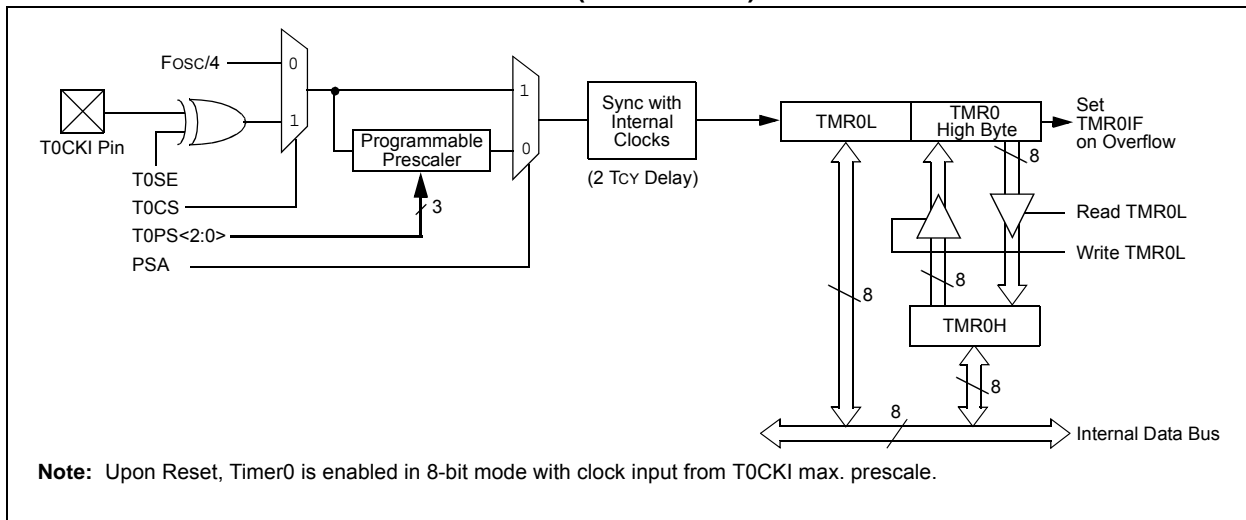 Fosc/4
0
1
T0CKI Pin
T0SE
T0CS
T0PS<2:0>
PSA
Programmable
Prescaler
3
1
0
Sync with
Internal
Clocks
(2 TCY Delay)
TMR0L
TMR0
High Byte
Set
TMR0IF
on Overflow
8
Read TMR0L
Write TMR0L
8
8
TMR0H
8
8
Internal Data Bus
Note: Upon Reset, Timer0 is enabled in 8-bit mode with clock input from T0CKI max. prescale.